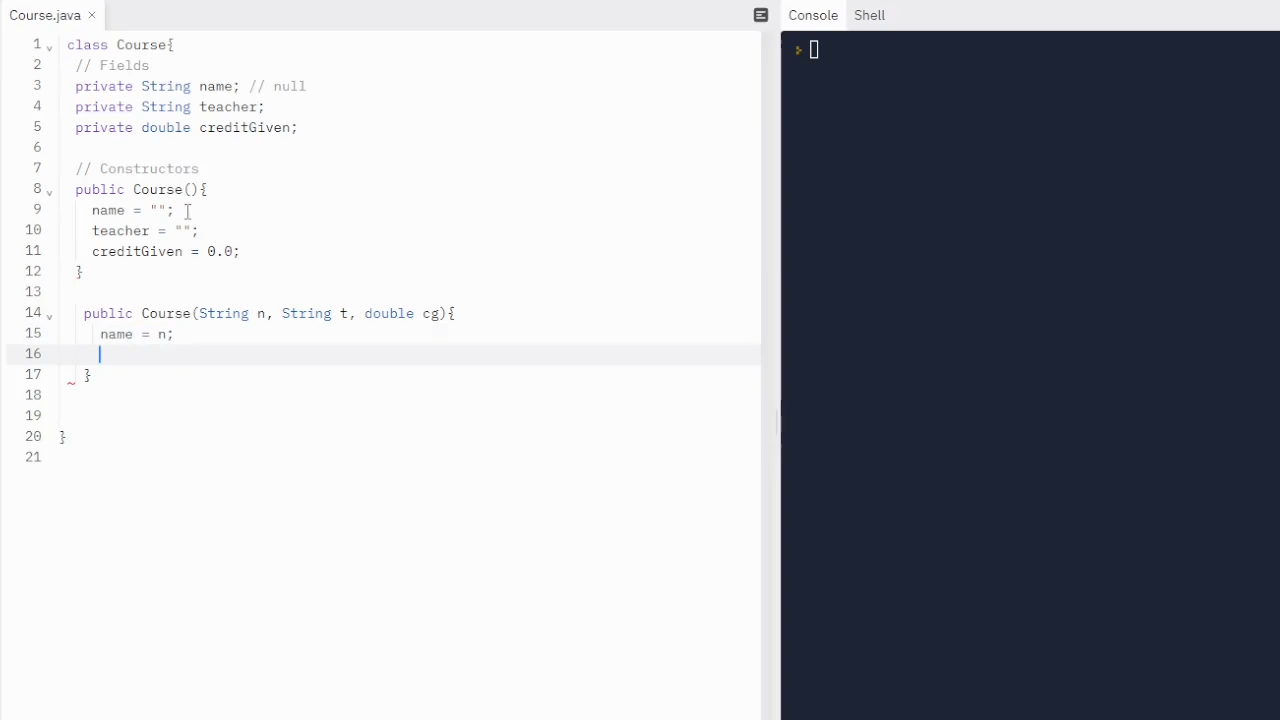 Course.java ×
Console Shell
1 class Course{
2 // Fields
3 private String name; // null
4 private String teacher;
5 private double creditGiven;
6
7 // Constructors
8 public Course(){
9 name = "";
10 teacher = "";
11 creditGiven = 0.0;
12 }
13
14 public Course(String n, String t, double cg){
15 name = n;
16
17 }
18
19
20 }
21